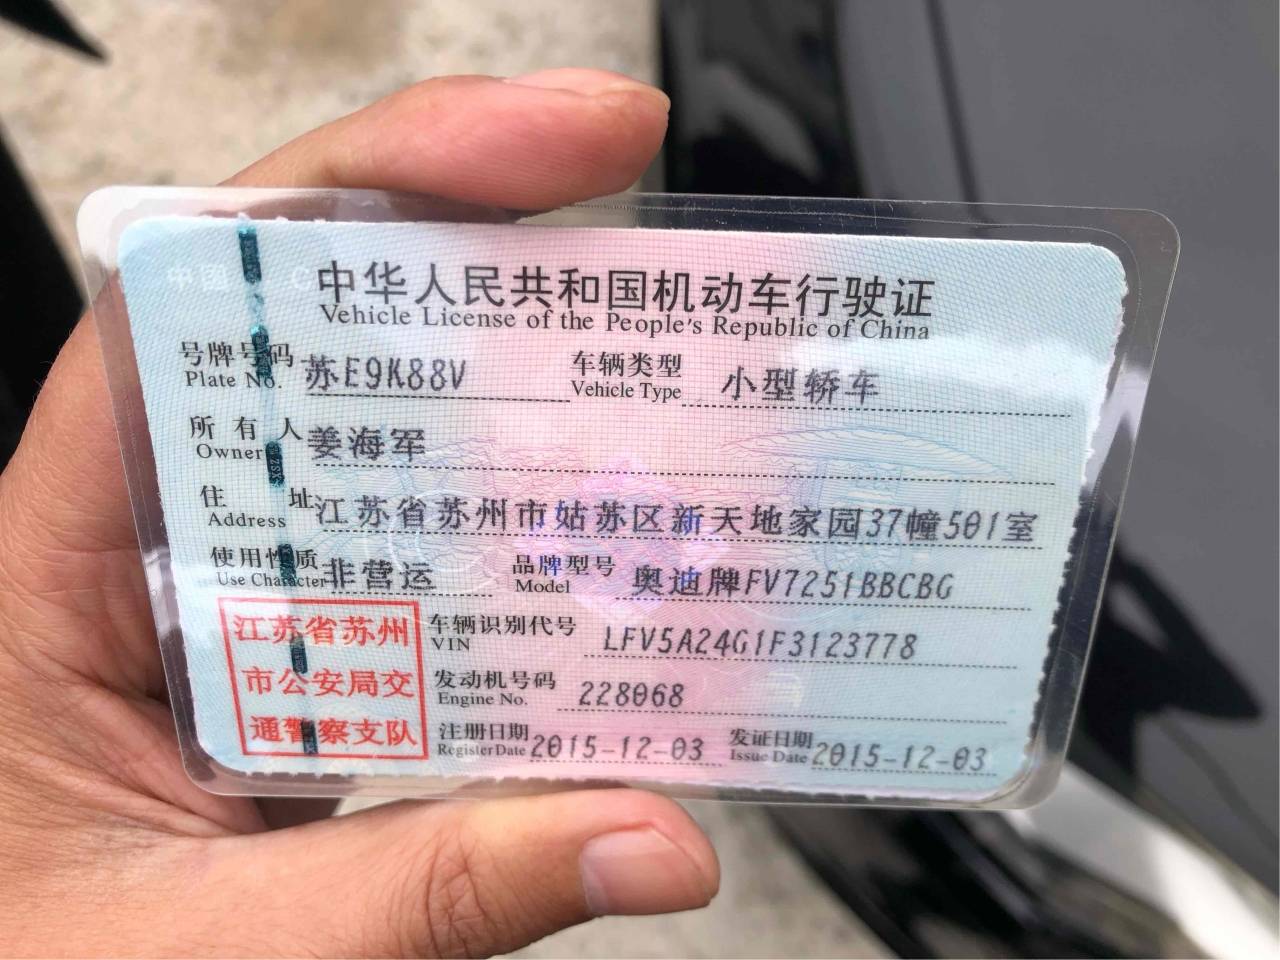 中华人民共和国机动车行驶证
Vehicle License of the People's Republic of China
号牌号码 苏E9K88V 车辆类型 小型轿车
Plate No. Vehicle Type
所有人 姜海军
Owner
住址 江苏省苏州市姑苏区新天地家园37幢501室
Address
使用性质 非营运 品牌型号 奥迪牌FV7251BBCBG
Use Character Model
江苏省苏州
市公安局交
通警察支队
车辆识别代号 LFV5A24G1F3123778
VIN
发动机号码 228068
Engine No.
注册日期 2015-12-03 发证日期 2015-12-03
Register Date Issue Date